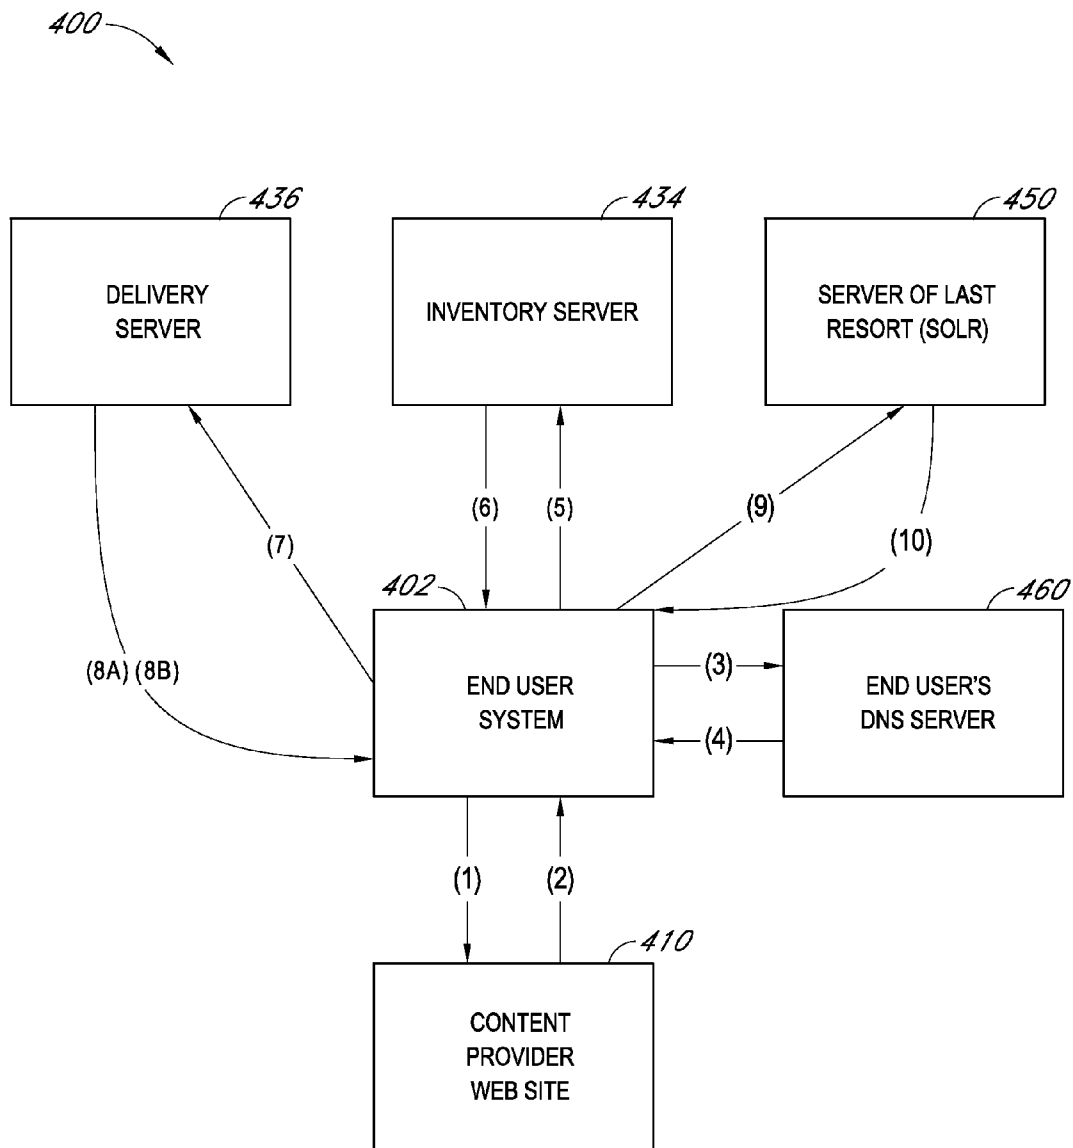 400
436
434
450
DELIVERY
SERVER
INVENTORY SERVER
SERVER OF LAST
RESORT (SOLR)
(6)
(5)
(9)
(7)
(10)
402
460
(8A) (8B)
END USER
SYSTEM
(3)
(4)
END USER'S
DNS SERVER
(1)
(2)
410
CONTENT
PROVIDER
WEB SITE